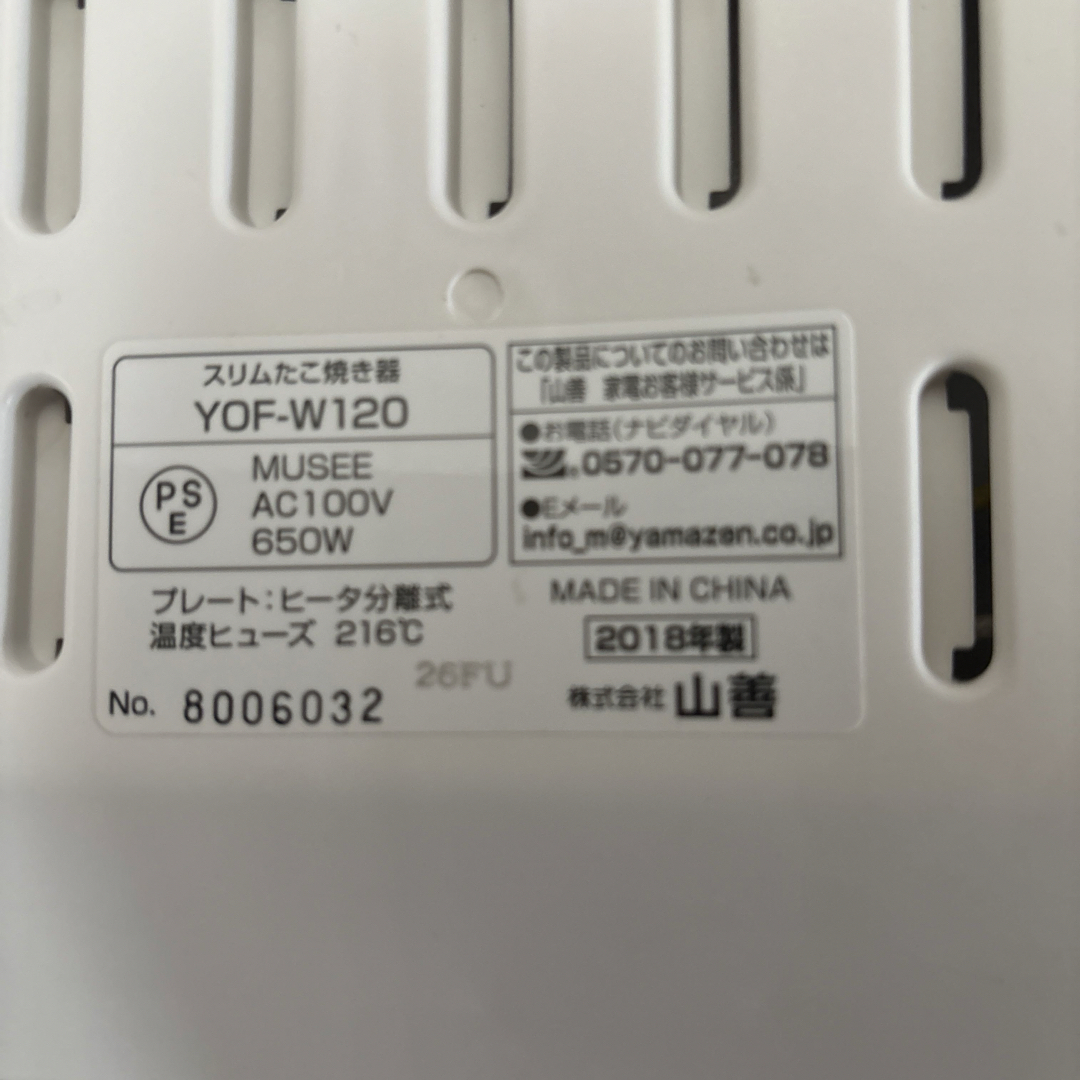 スリムたこ焼き器
YOF-W120
PS
E
MUSEE
AC100V
650W
プレート:ヒータ分離式
温度ヒューズ 216℃
26FU
No. 8006032
この製品についてのお問い合わせは
「山善 家電お客様サービス係」
●お電話(ナビダイヤル)
0570-077-078
●Eメール
info_m@yamazen.co.jp
MADE IN CHINA
2018年製
株式会社 山善